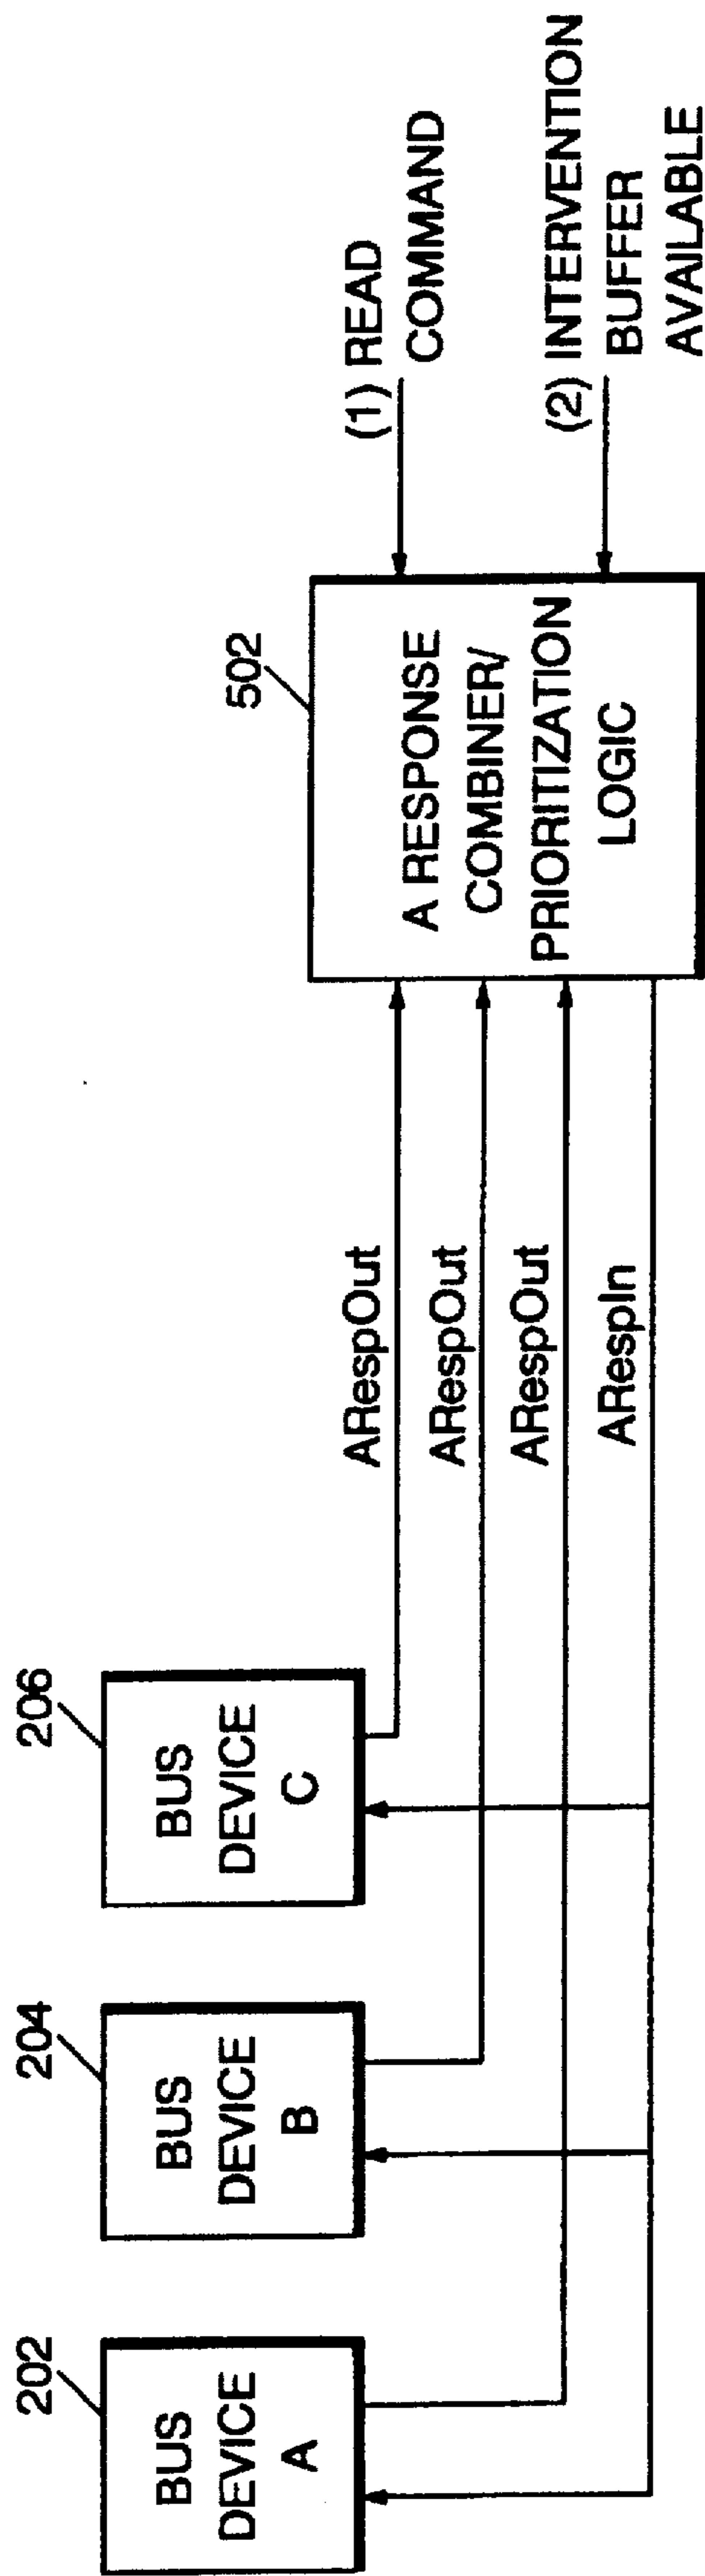 202
BUS
DEVICE
A
204
BUS
DEVICE
B
206
BUS
DEVICE
C
ARespOut
ARespOut
ARespOut
ARespIn
502
A RESPONSE
COMBINER/
PRIORITIZATION
LOGIC
(1) READ
COMMAND
(2) INTERVENTION
BUFFER
AVAILABLE